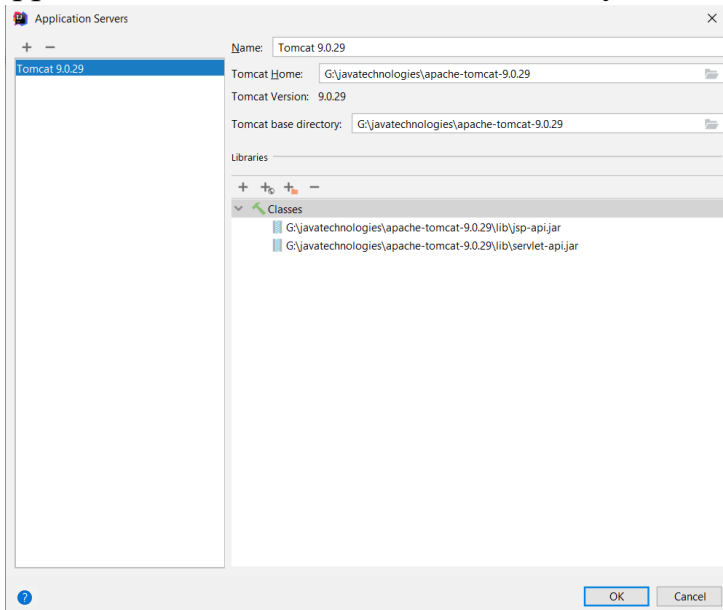 Application Servers
Name: Tomcat 9.0.29
Tomcat 9.0.29
Tomcat Home: G:\javatechnologies\apache-tomcat-9.0.29
Tomcat Version: 9.0.29
Tomcat base directory: G:\javatechnologies\apache-tomcat-9.0.29
Libraries
Classes
G:\javatechnologies\apache-tomcat-9.0.29\lib\jsp-api.jar
G:\javatechnologies\apache-tomcat-9.0.29\lib\servlet-api.jar
OK Cancel